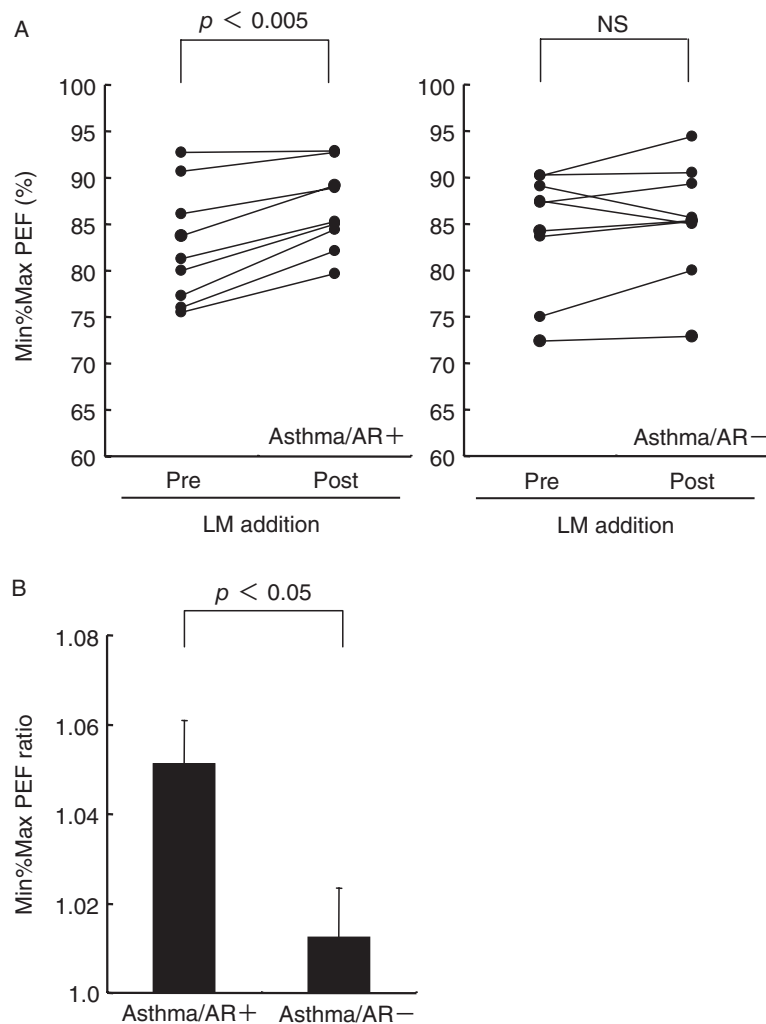 A
p < 0.005
NS
Min%Max PEF (%)
100
95
90
85
80
75
70
65
60
Asthma/AR+
Pre Post
LM addition
100
95
90
85
80
75
70
65
60
Asthma/AR−
Pre Post
LM addition
B
p < 0.05
Min%Max PEF ratio
1.08
1.06
1.04
1.02
1.0
Asthma/AR+ Asthma/AR−